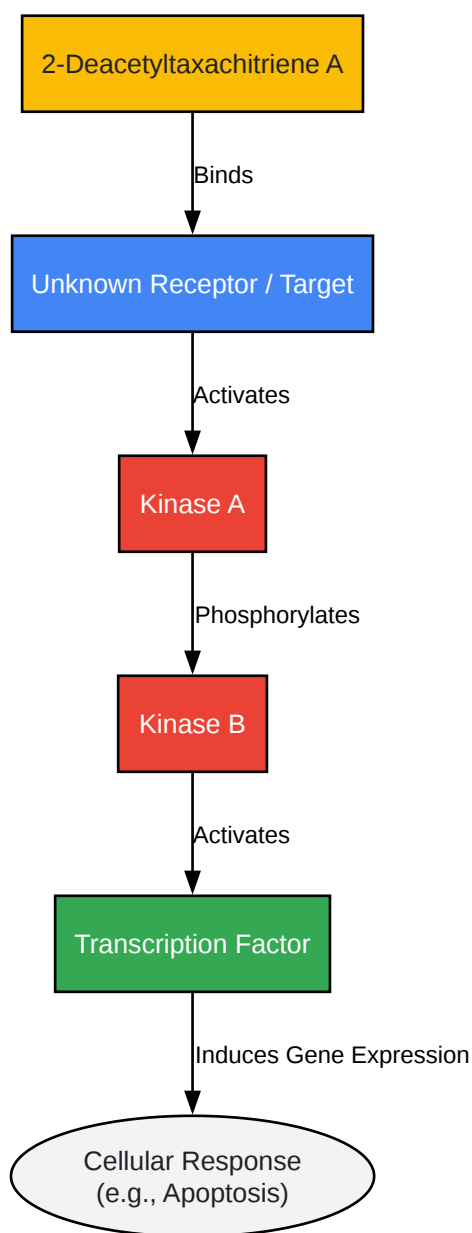 2-Deacetyltaxachitriene A
Binds
Unknown Receptor / Target
Activates
Kinase A
Phosphorylates
Kinase B
Activates
Transcription Factor
Induces Gene Expression
Cellular Response
(e.g., Apoptosis)